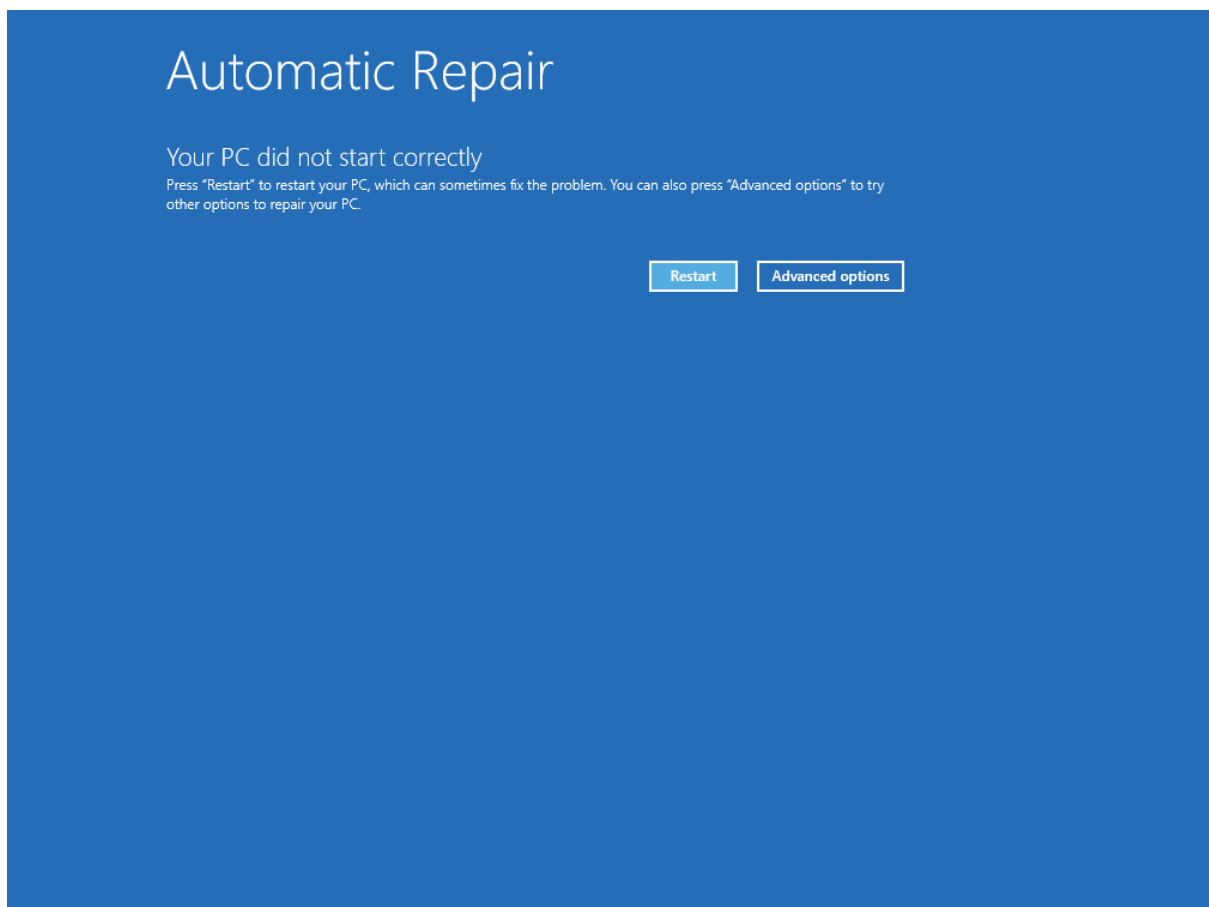 Automatic Repair
Your PC did not start correctly
Press “Restart” to restart your PC, which can sometimes fix the problem. You can also press “Advanced options” to try
other options to repair your PC.
Restart Advanced options